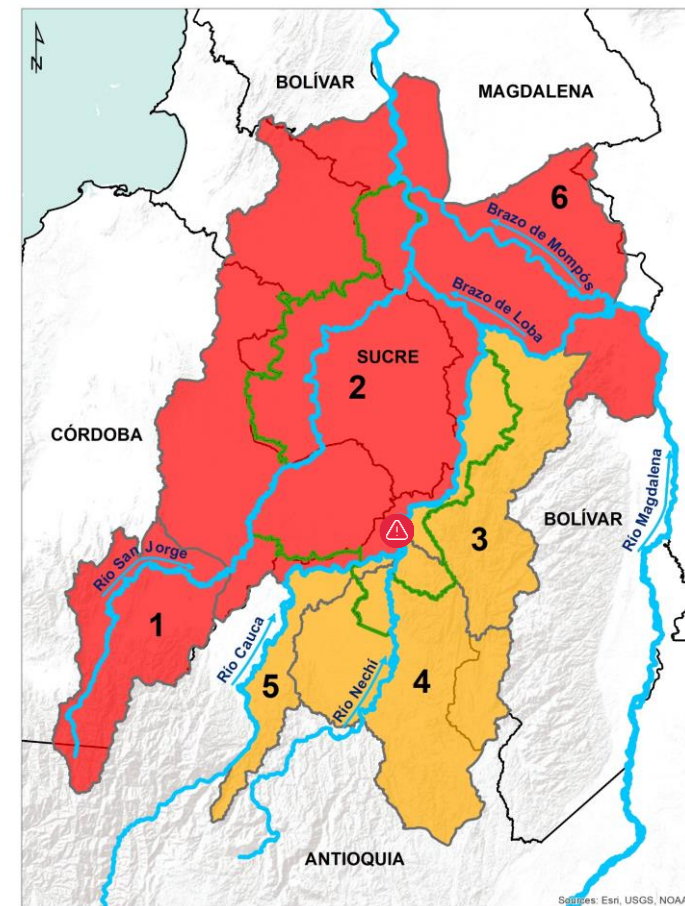 N
BOLÍVAR
MAGDALENA
6
Brazo de Mompós
Brazo de Loba
SUCRE
2
CÓRDOBA
Río Magdalena
BOLÍVAR
3
Río San Jorge
1
Río Cauca
5
Río Nechí
4
ANTIOQUIA
Sources: Esri, USGS, NOAA